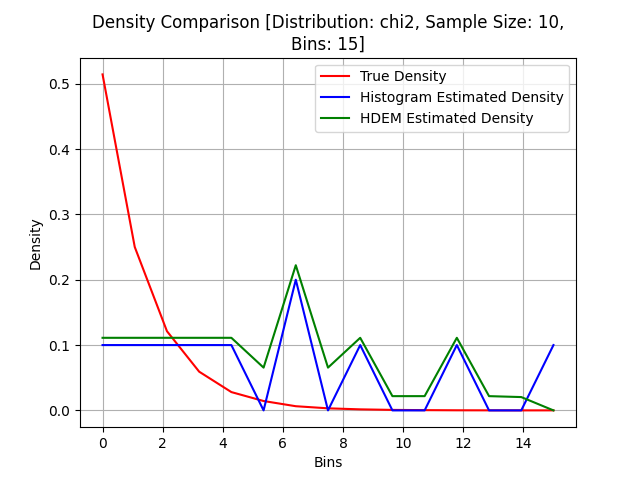 Density Comparison [Distribution: chi2, Sample Size: 10,
Bins: 15]
True Density
Histogram Estimated Density
HDEM Estimated Density
Density
0.5
0.4
0.3
0.2
0.1
0.0
0 2 4 6 8 10 12 14
Bins